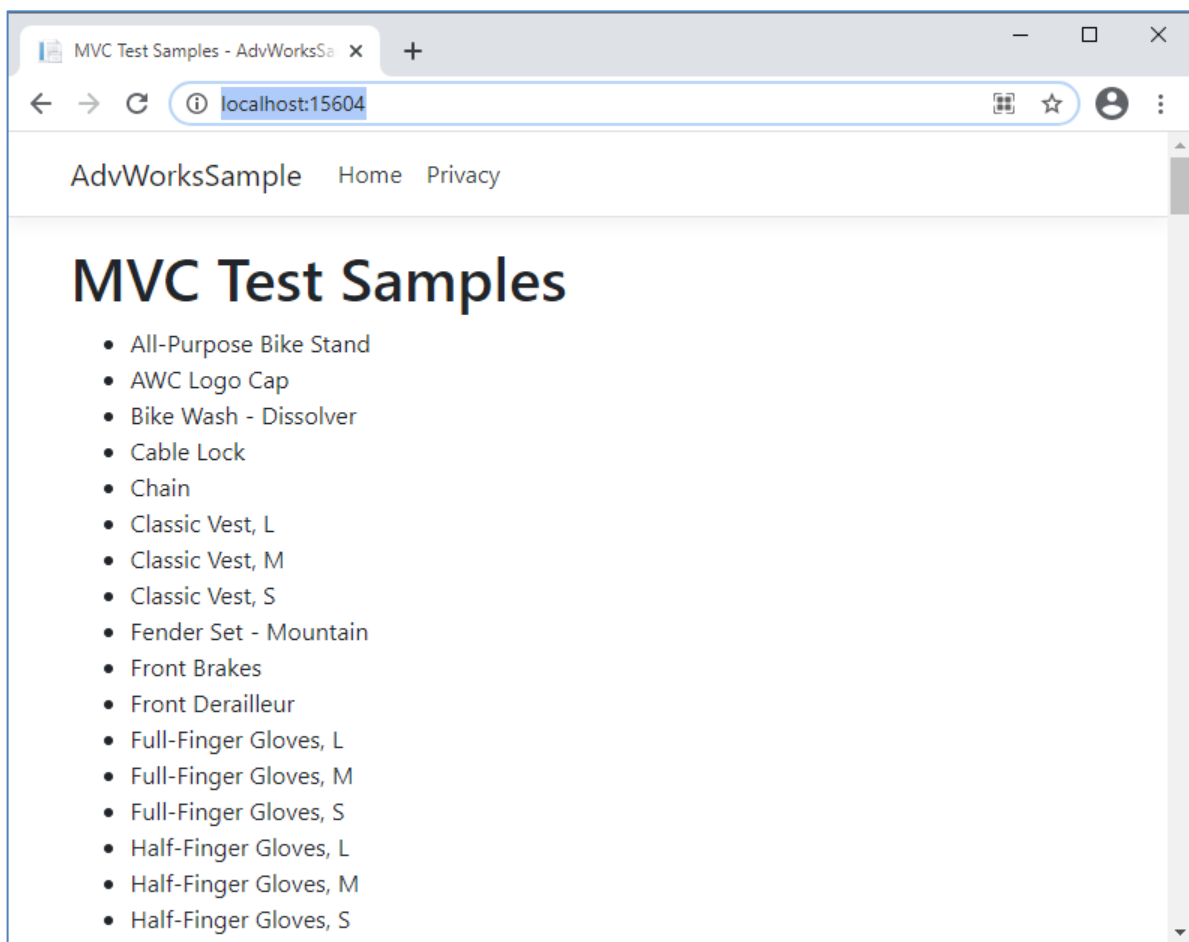 MVC Test Samples - AdvWorksSa
localhost:15604
AdvWorksSample Home Privacy
MVC Test Samples
• All-Purpose Bike Stand
• AWC Logo Cap
• Bike Wash - Dissolver
• Cable Lock
• Chain
• Classic Vest, L
• Classic Vest, M
• Classic Vest, S
• Fender Set - Mountain
• Front Brakes
• Front Derailleur
• Full-Finger Gloves, L
• Full-Finger Gloves, M
• Full-Finger Gloves, S
• Half-Finger Gloves, L
• Half-Finger Gloves, M
• Half-Finger Gloves, S